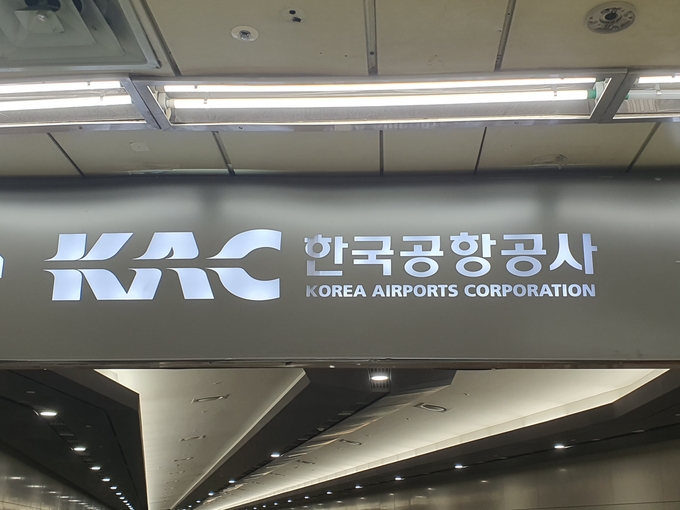 KAC
한국공항공사
KOREA AIRPORTS CORPORATION